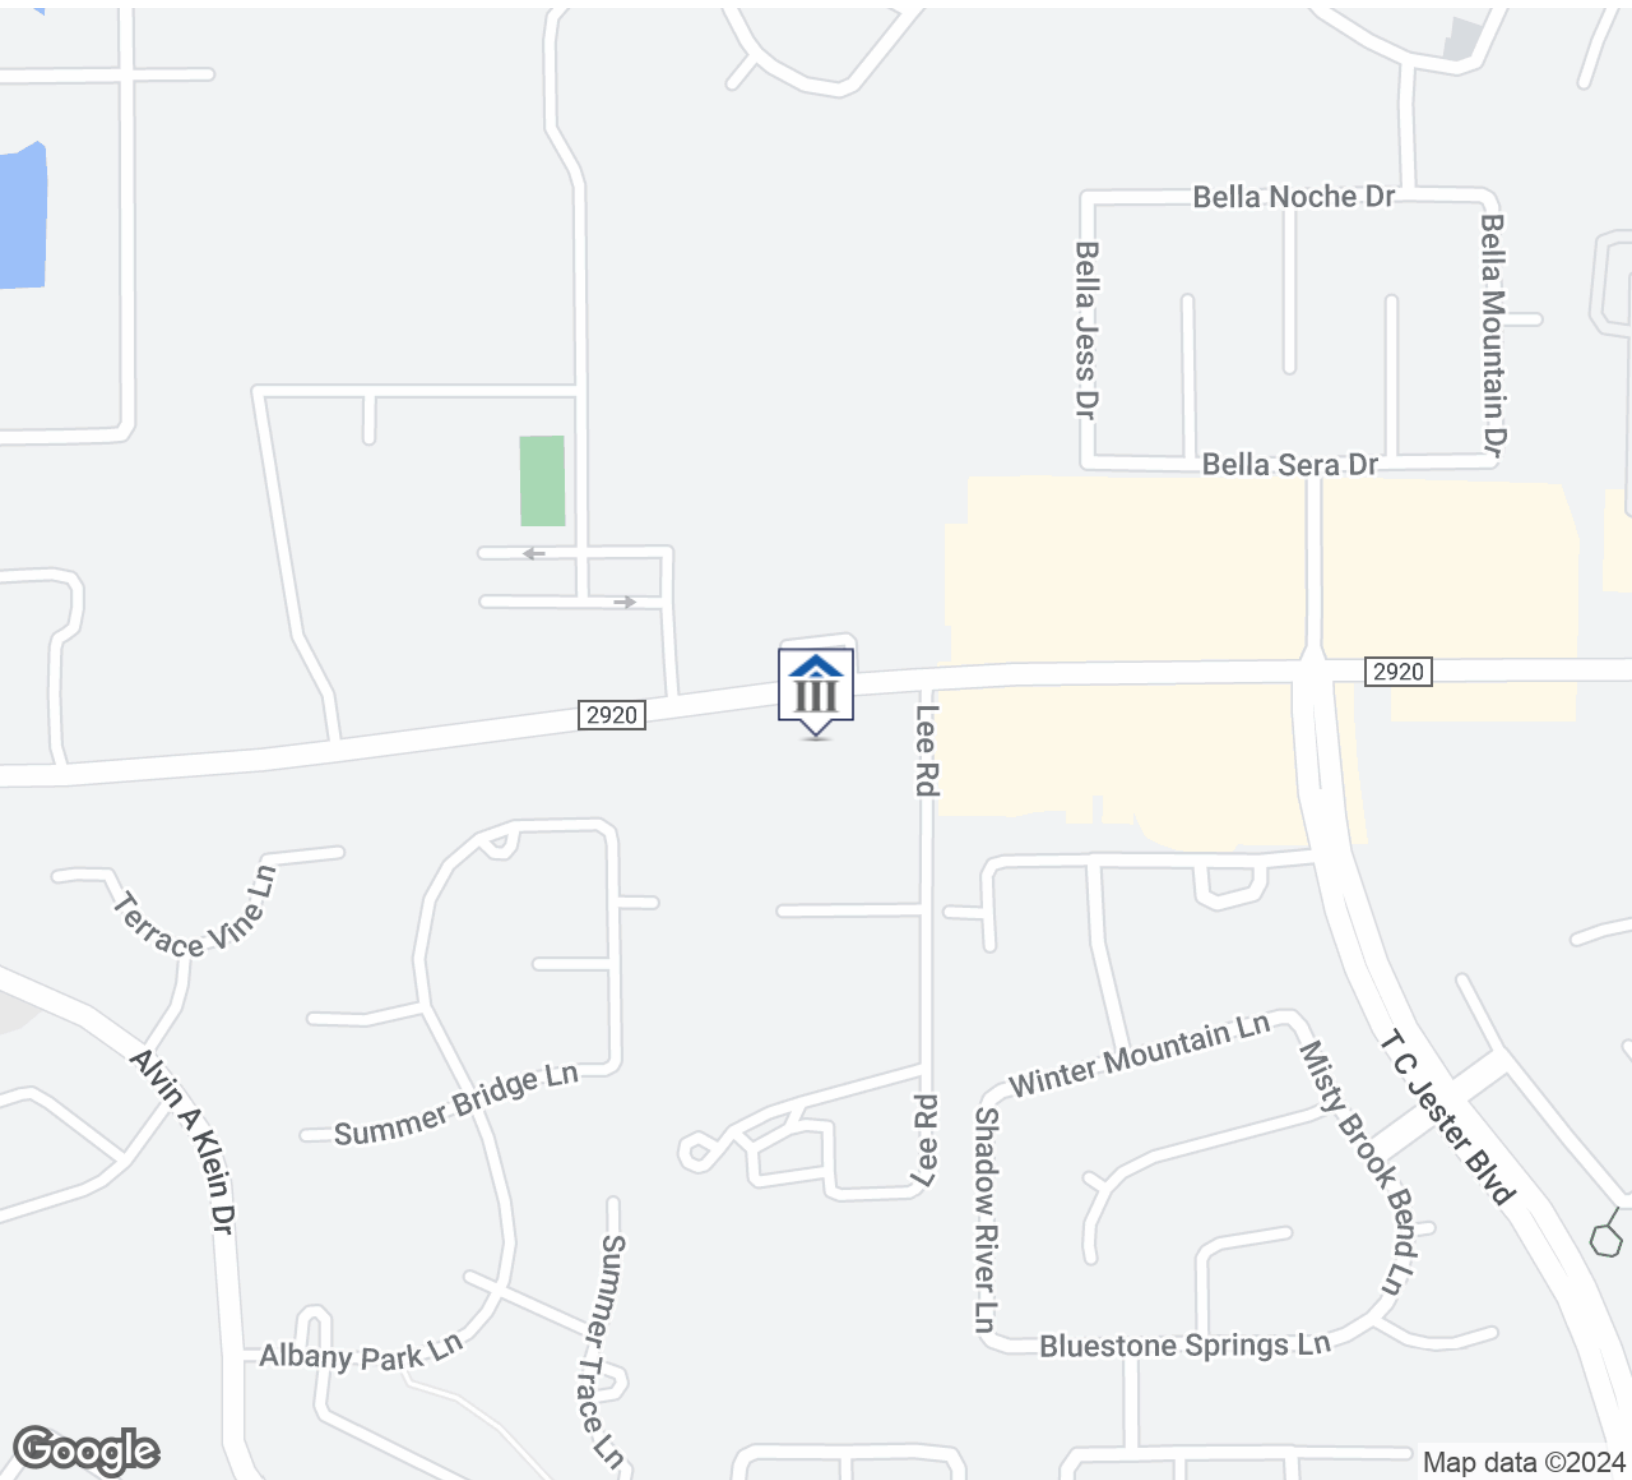 Bella Noche Dr
Bella Jess Dr
Bella Mountain Dr
Bella Sera Dr
2920
2920
Lee Rd
Terrace Vine Ln
Alvin A Klein Dr
Summer Bridge Ln
Winter Mountain Ln
T C Jester Blvd
Misty Brook Bend Ln
Lee Rd
Shadow River Ln
Summer Trace Ln
Albany Park Ln
Bluestone Springs Ln
Google
Map data ©2024